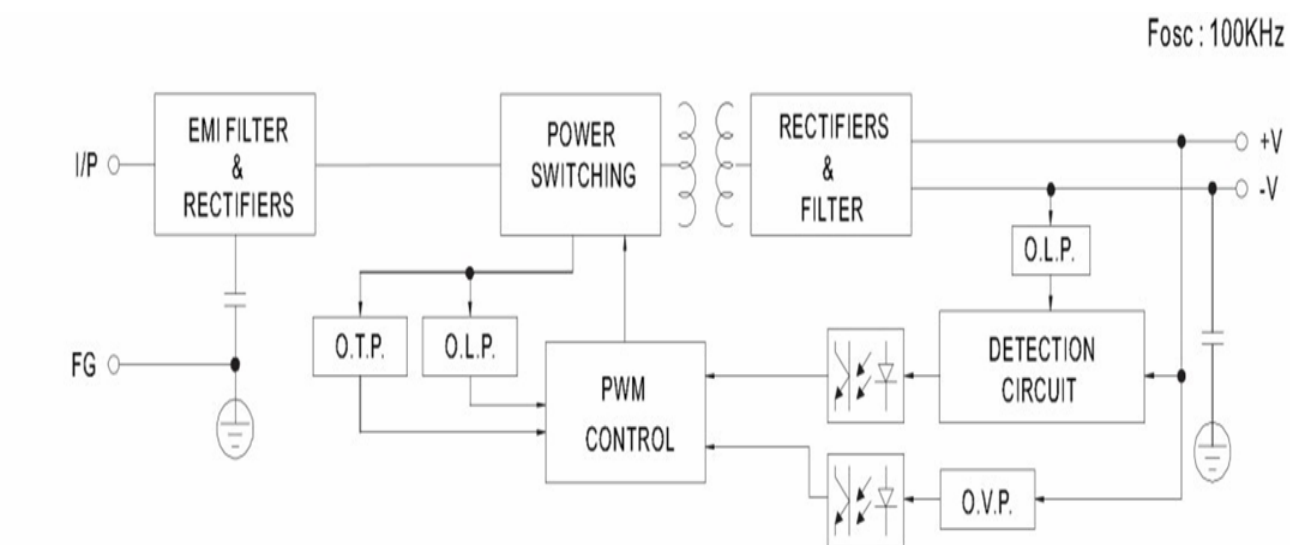 Fosc : 100KHz
EMI FILTER
&
RECTIFIERS
POWER
SWITCHING
RECTIFIERS
&
FILTER
I/P
+V
-V
O.L.P.
O.T.P.
O.L.P.
FG
PWM
CONTROL
DETECTION
CIRCUIT
O.V.P.